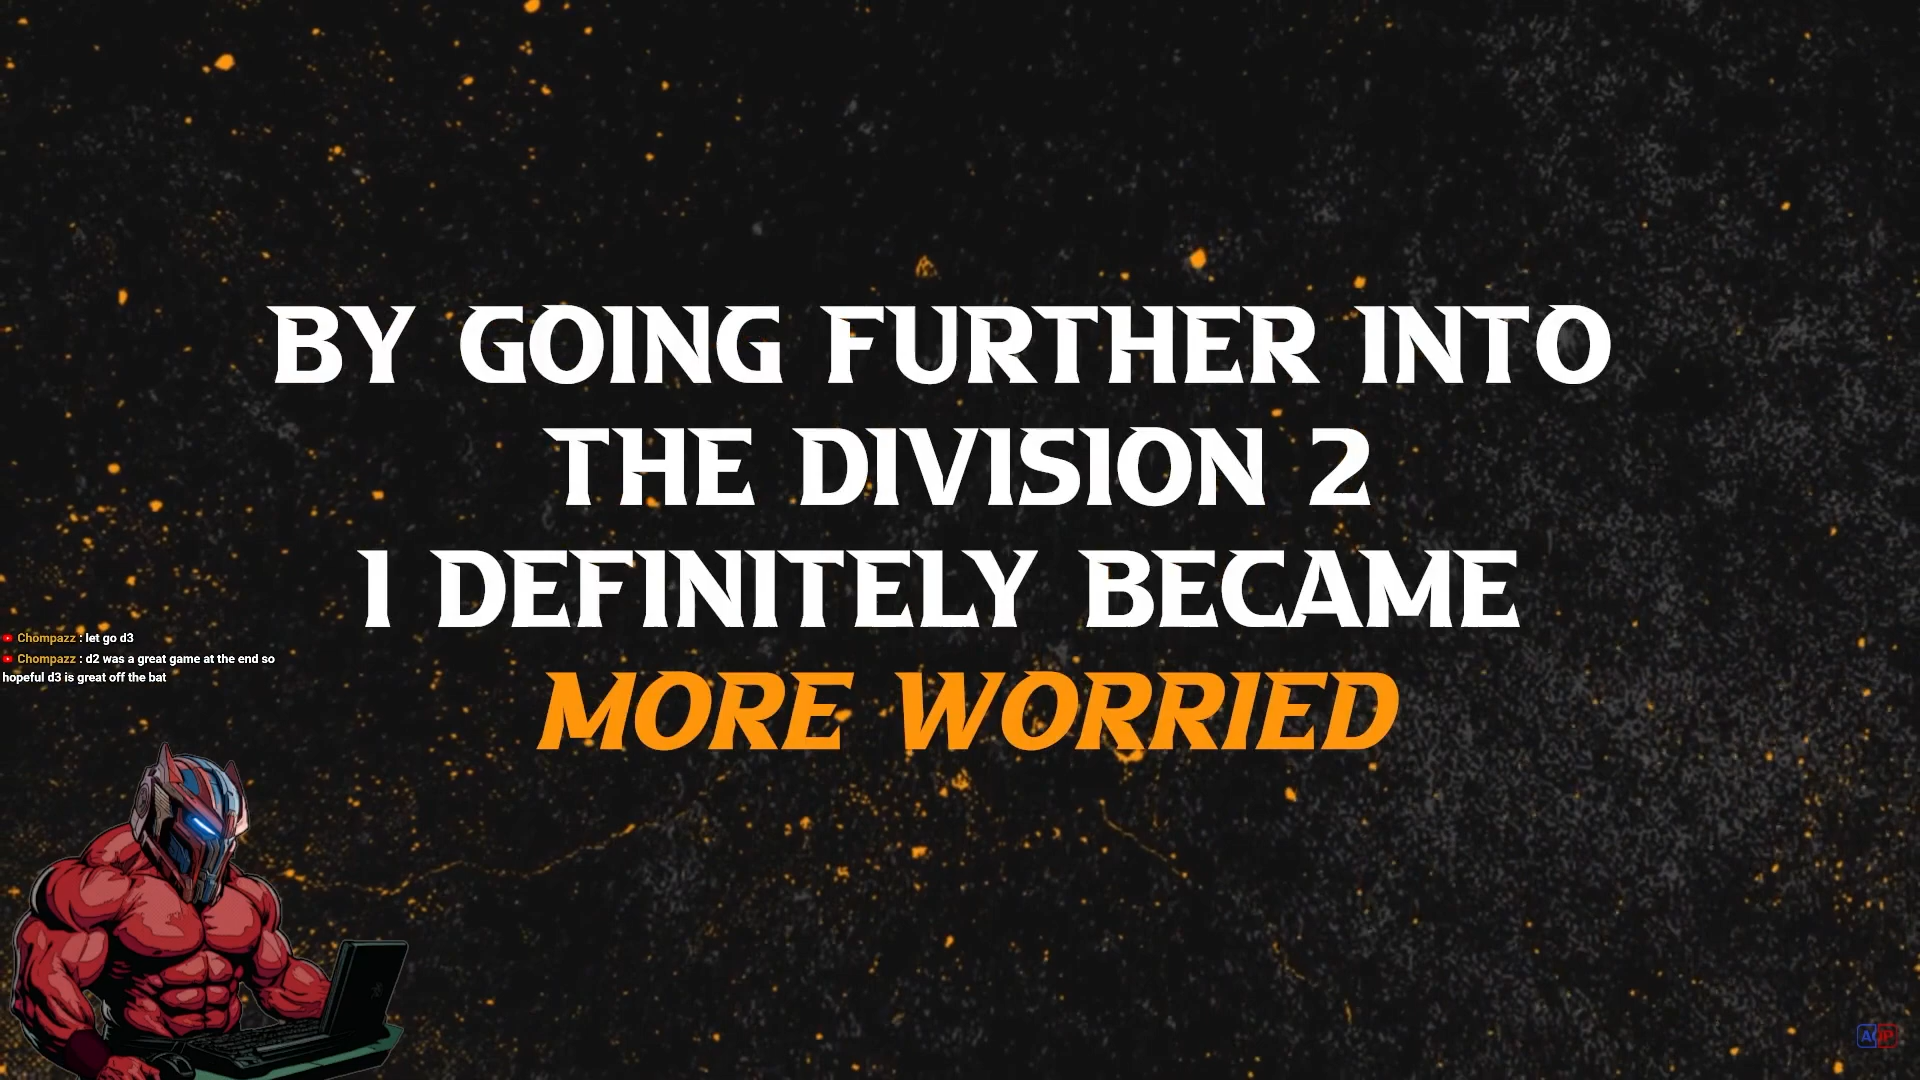 BY GOING FURTHER INTO
THE DIVISION 2
I DEFINITELY BECAME
MORE WORRIED
Chompazz : let go d3
Chompazz : d2 was a great game at the end so
hopeful d3 is great off the bat